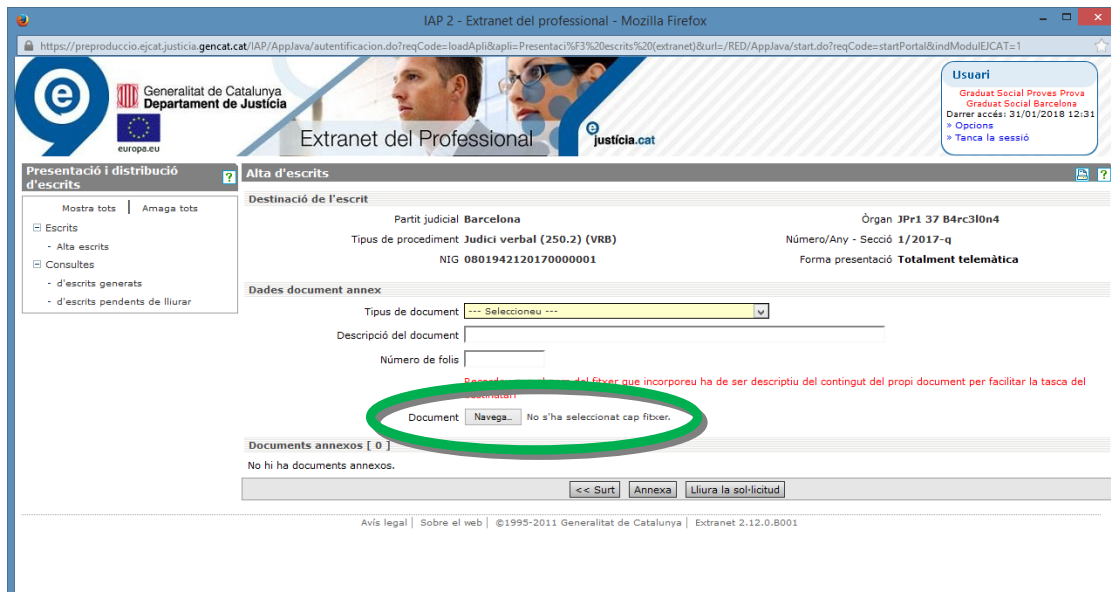 IAP 2 - Extranet del professional - Mozilla Firefox
https://preproduccio.ejcat.justicia.gencat.cat/IAP/AppJava/autentificacion.do?reqCode=loadApli&apli=Presentaci%F3%20escrits%20(extranet)&url=/RED/AppJava/start.do?reqCode=startPortal&indModulEJCAT=1
e
Generalitat de Catalunya
Departament de Justícia
europa.eu
Extranet del Professional
e justícia.cat
Usuari
Graduat Social Proves Prova
Graduat Social Barcelona
Darrer accés: 31/01/2018 12:31
» Opcions
» Tanca la sessió
Presentació i distribució d'escrits ?
Mostra tots | Amaga tots
Escrits
- Alta escrits
Consultes
- d'escrits generats
- d'escrits pendents de lliurar
Alta d'escrits ?
Destinació de l'escrit
Partit judicial Barcelona Òrgan JPr1 37 B4rc3l0n4
Tipus de procediment Judici verbal (250.2) (VRB) Número/Any - Secció 1/2017-q
NIG 0801942120170000001 Forma presentació Totalment telemàtica
Dades document annex
Tipus de document --- Seleccioneu ---
Descripció del document
Número de folis
del fitxer que incorporeu ha de ser descriptiu del contingut del propi document per facilitar la tasca del
Document Navega... No s'ha seleccionat cap fitxer.
Documents annexos [ 0 ]
No hi ha documents annexos.
<< Surt Annexa Lliura la sol·licitud
Avís legal | Sobre el web | ©1995-2011 Generalitat de Catalunya | Extranet 2.12.0.B001